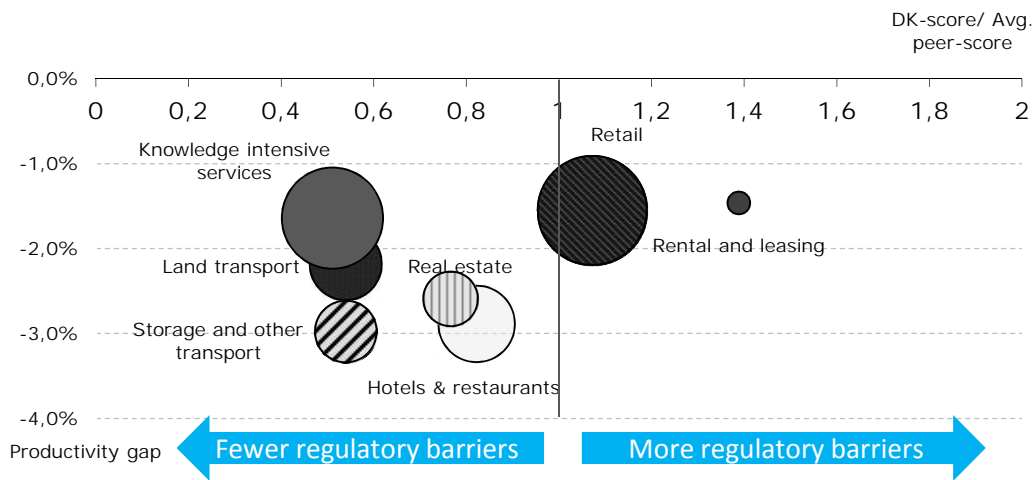 DK-score/ Avg.
peer-score
0,0%
0
0,2
0,4
0,6
0,8
1
1,2
1,4
1,6
1,8
2
Retail
Knowledge intensive
services
-1,0%
-2,0%
Rental and leasing
Land transport
Real estate
-3,0%
Storage and other
transport
Hotels & restaurants
-4,0%
Productivity gap
Fewer regulatory barriers
More regulatory barriers